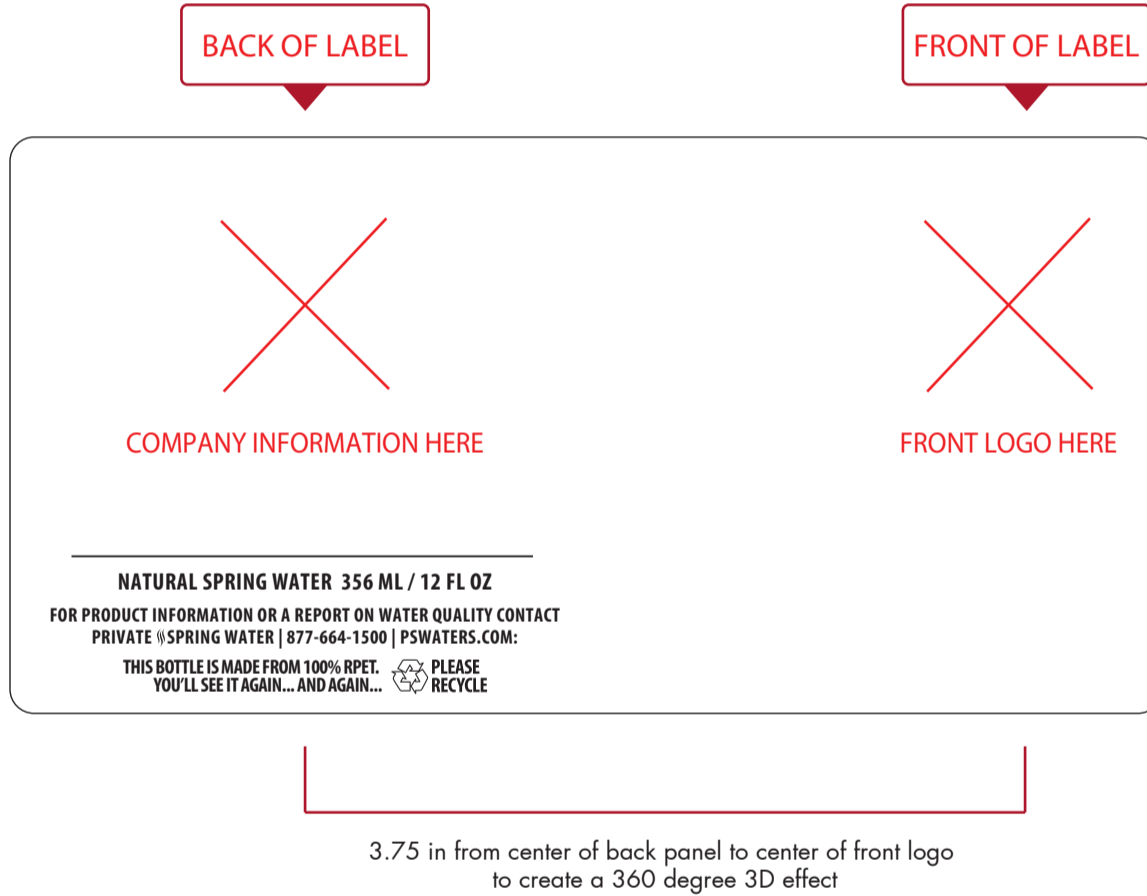 BACK OF LABEL
FRONT OF LABEL
COMPANY INFORMATION HERE
FRONT LOGO HERE
NATURAL SPRING WATER 356 ML / 12 FL OZ
FOR PRODUCT INFORMATION OR A REPORT ON WATER QUALITY CONTACT
PRIVATE SPRING WATER | 877-664-1500 | PSWATERS.COM:
THIS BOTTLE IS MADE FROM 100% RPET.
YOU'LL SEE IT AGAIN... AND AGAIN...
PLEASE
RECYCLE
3.75 in from center of back panel to center of front logo
to create a 360 degree 3D effect